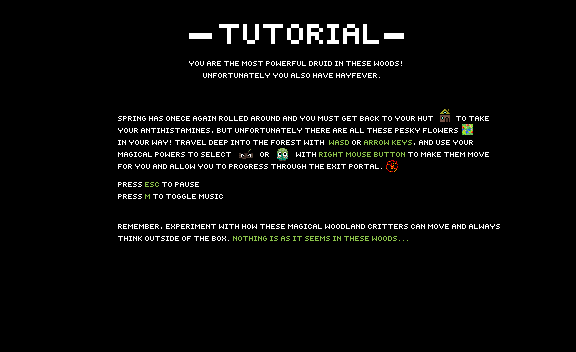 TUTORIAL
YOU ARE THE MOST POWERFUL DRUID IN THESE WOODS!
UNFORTUNATELY YOU ALSO HAVE HAYFEVER.
SPRING HAS ONECE AGAIN ROLLED AROUND AND YOU MUST GET BACK TO YOUR HUT TO TAKE
YOUR ANTIHISTAMINES, BUT UNFORTUNATELY THERE ARE ALL THESE PESKY FLOWERS
IN YOUR WAY! TRAVEL DEEP INTO THE FOREST WITH WASD OR ARROW KEYS, AND USE YOUR
MAGICAL POWERS TO SELECT OR WITH RIGHT MOUSE BUTTON TO MAKE THEM MOVE
FOR YOU AND ALLOW YOU TO PROGRESS THROUGH THE EXIT PORTAL.
PRESS ESC TO PAUSE
PRESS M TO TOGGLE MUSIC
REMEMBER, EXPERIMENT WITH HOW THESE MAGICAL WOODLAND CRITTERS CAN MOVE AND ALWAYS
THINK OUTSIDE OF THE BOX. NOTHING IS AS IT SEEMS IN THESE WOODS...